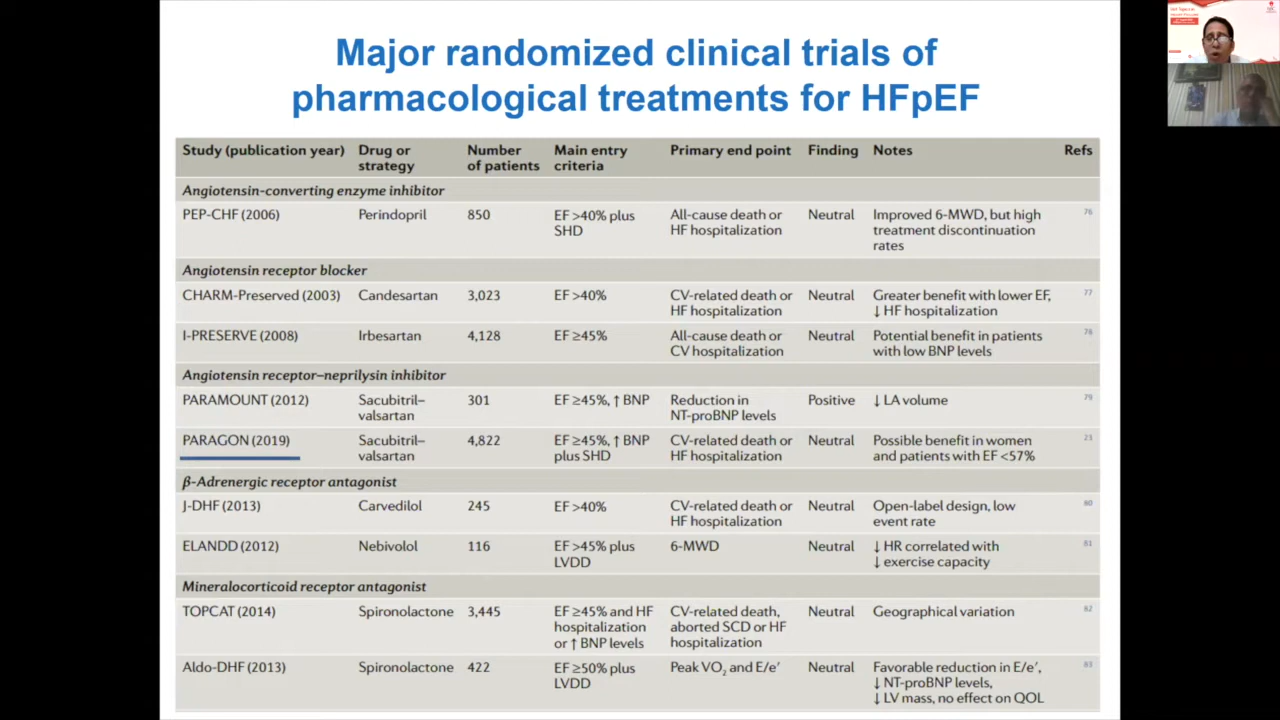 Major randomized clinical trials of
pharmacological treatments for HFpEF
Study (publication year) Drug or strategy Number of patients Main entry criteria Primary end point Finding Notes Refs
Angiotensin-converting enzyme inhibitor
PEP-CHF (2006) Perindopril 850 EF >40% plus SHD All-cause death or HF hospitalization Neutral Improved 6-MWD, but high treatment discontinuation rates 76
Angiotensin receptor blocker
CHARM-Preserved (2003) Candesartan 3,023 EF >40% CV-related death or HF hospitalization Neutral Greater benefit with lower EF, ↓ HF hospitalization 77
I-PRESERVE (2008) Irbesartan 4,128 EF ≥45% All-cause death or CV hospitalization Neutral Potential benefit in patients with low BNP levels 78
Angiotensin receptor–neprilysin inhibitor
PARAMOUNT (2012) Sacubitril–valsartan 301 EF ≥45%, ↑ BNP Reduction in NT-proBNP levels Positive ↓ LA volume 79
PARAGON (2019) Sacubitril–valsartan 4,822 EF ≥45%, ↑ BNP plus SHD CV-related death or HF hospitalization Neutral Possible benefit in women and patients with EF <57% 23
β-Adrenergic receptor antagonist
J-DHF (2013) Carvedilol 245 EF >40% CV-related death or HF hospitalization Neutral Open-label design, low event rate 80
ELANDD (2012) Nebivolol 116 EF >45% plus LVDD 6-MWD Neutral ↓ HR correlated with ↓ exercise capacity 81
Mineralocorticoid receptor antagonist
TOPCAT (2014) Spironolactone 3,445 EF ≥45% and HF hospitalization or ↑ BNP levels CV-related death, aborted SCD or HF hospitalization Neutral Geographical variation 82
Aldo-DHF (2013) Spironolactone 422 EF ≥50% plus LVDD Peak VO₂ and E/e′ Neutral Favorable reduction in E/e′, ↓ NT-proBNP levels, ↓ LV mass, no effect on QOL 83